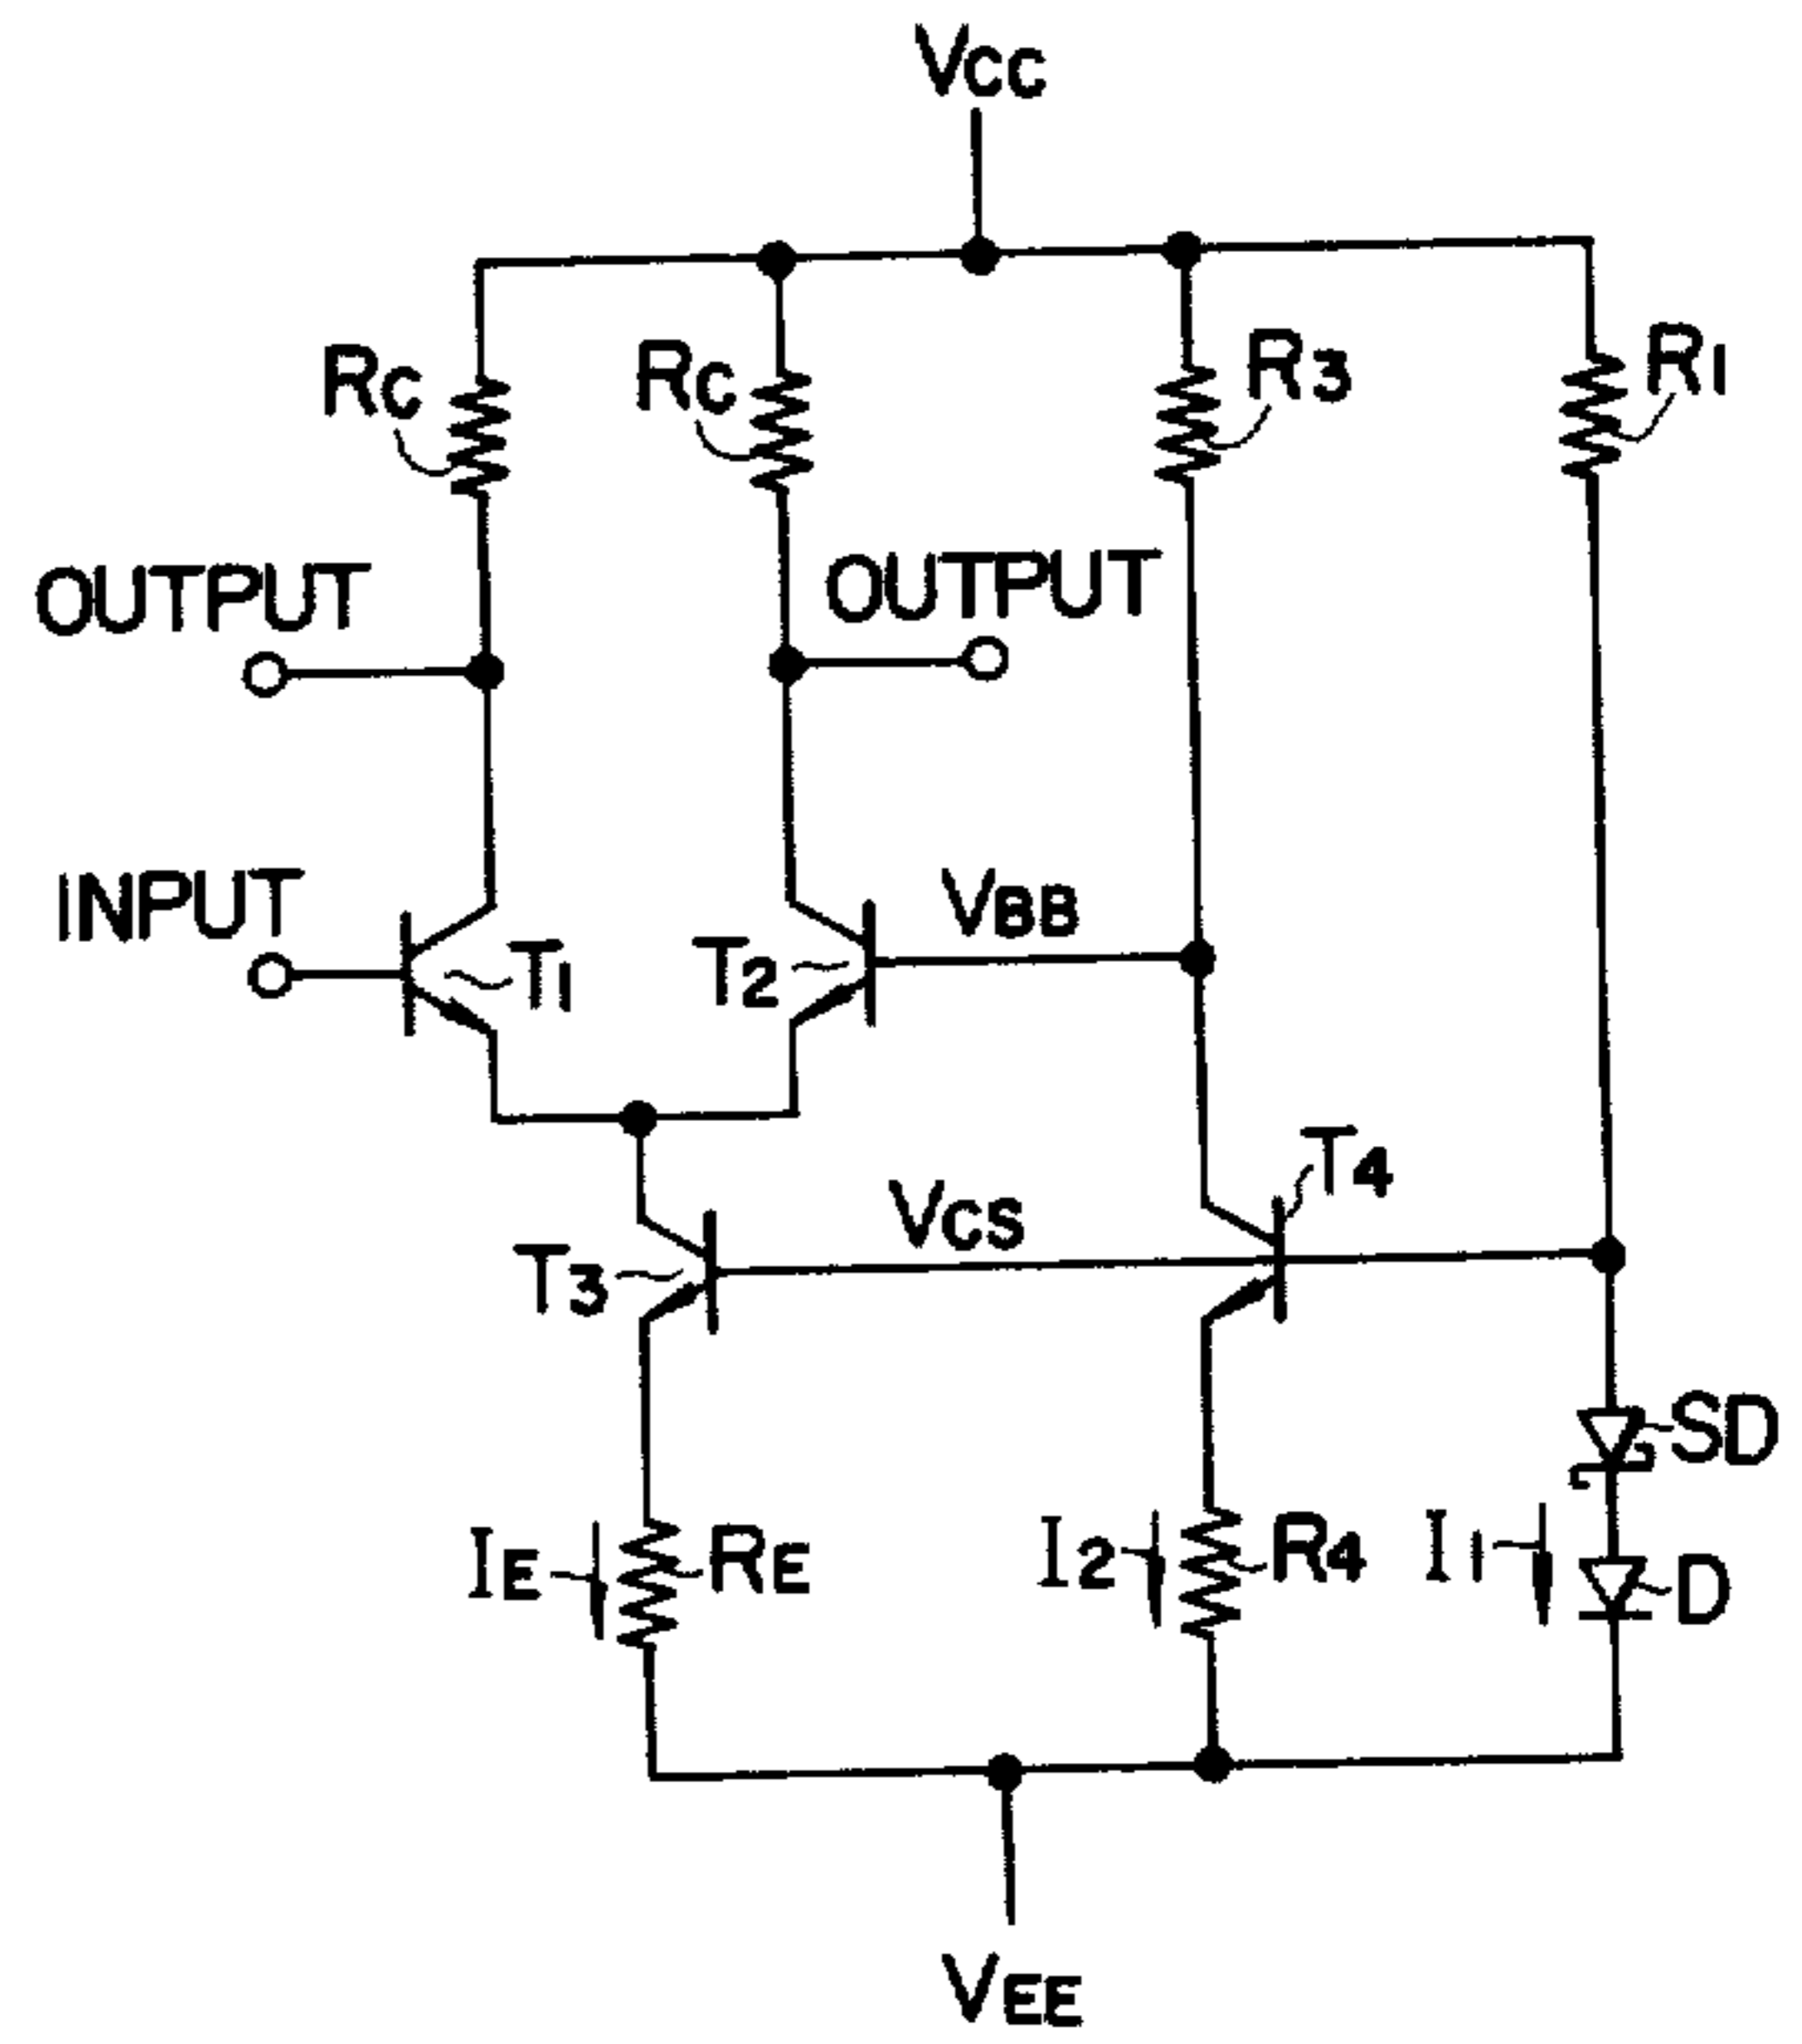 VCC
RC RC R3 R1
OUTPUT OUTPUT
INPUT T1 T2 VBB
T4
T3 VCS
SD
IE RE I2 R4 I1 D
VEE